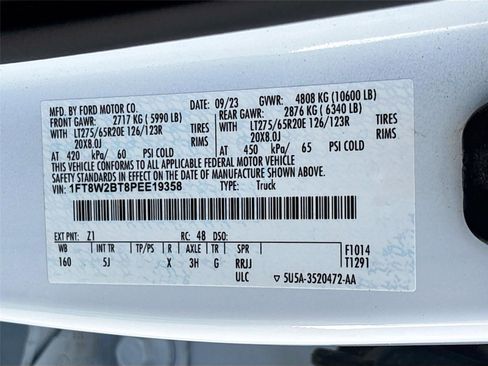 MFD. BY FORD MOTOR CO.
DATE: 09/23 GVWR: 4808 KG (10600 LB)
FRONT GAWR: 2717 KG (5990 LB)
REAR GAWR: 2876 KG (6340 LB)
WITH LT275/65R20E 126/123R TIRES
20X8.0J RIMS
AT 420 kPa/ 60 PSI COLD
WITH LT275/65R20E 126/123R TIRES
20X8.0J RIMS
AT 450 kPa/ 65 PSI COLD
THIS VEHICLE CONFORMS TO ALL APPLICABLE FEDERAL MOTOR VEHICLE
SAFETY STANDARDS IN EFFECT ON THE DATE OF MANUFACTURE SHOWN ABOVE.
VIN: 1FT8W2BT8PEE19358 TYPE: Truck
EXT PNT: Z1 RC: 48 DSO:
WB INT TR TP/PS R AXLE TR SPR F1014
160 5J X 3H G RRJJ T1291
ULC 5U5A-3520472-AA